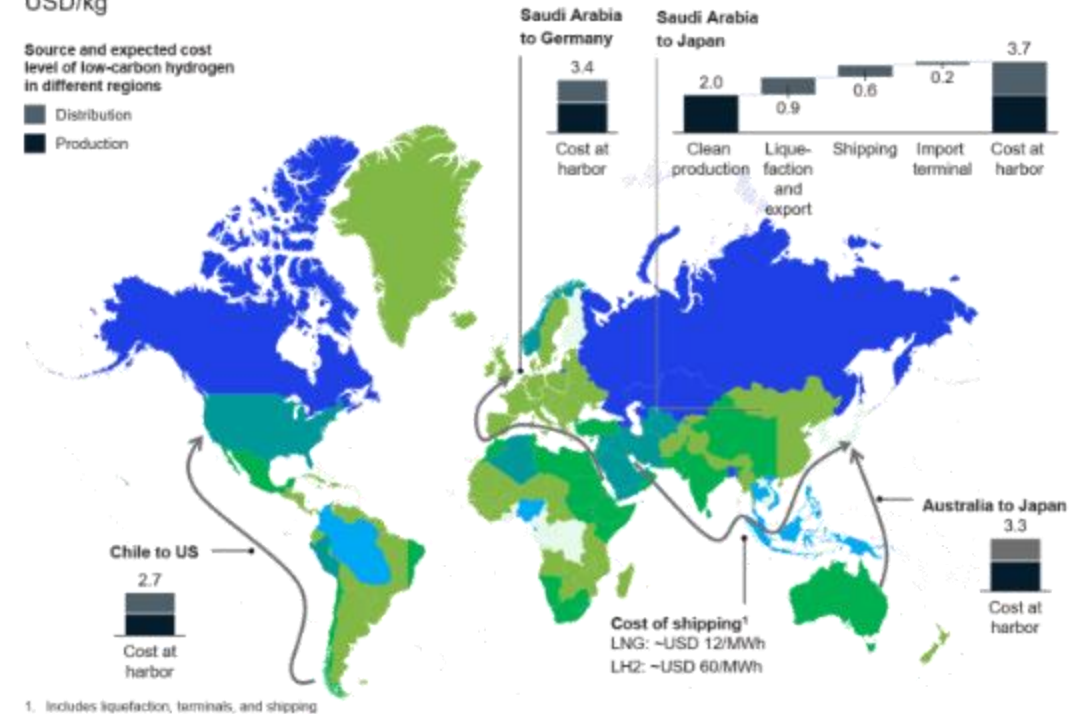 USD/kg
Source and expected cost
level of low-carbon hydrogen
in different regions
Distribution
Production
Saudi Arabia
to Germany
3.4
Cost at
harbor
Saudi Arabia
to Japan
2.0
0.9
0.6
0.2
3.7
Clean
production
Lique-
faction
and
export
Shipping
Import
terminal
Cost at
harbor
Chile to US
2.7
Cost at
harbor
Cost of shipping¹
LNG: ~USD 12/MWh
LH2: ~USD 60/MWh
Australia to Japan
3.3
Cost at
harbor
1. Includes liquefaction, terminals, and shipping